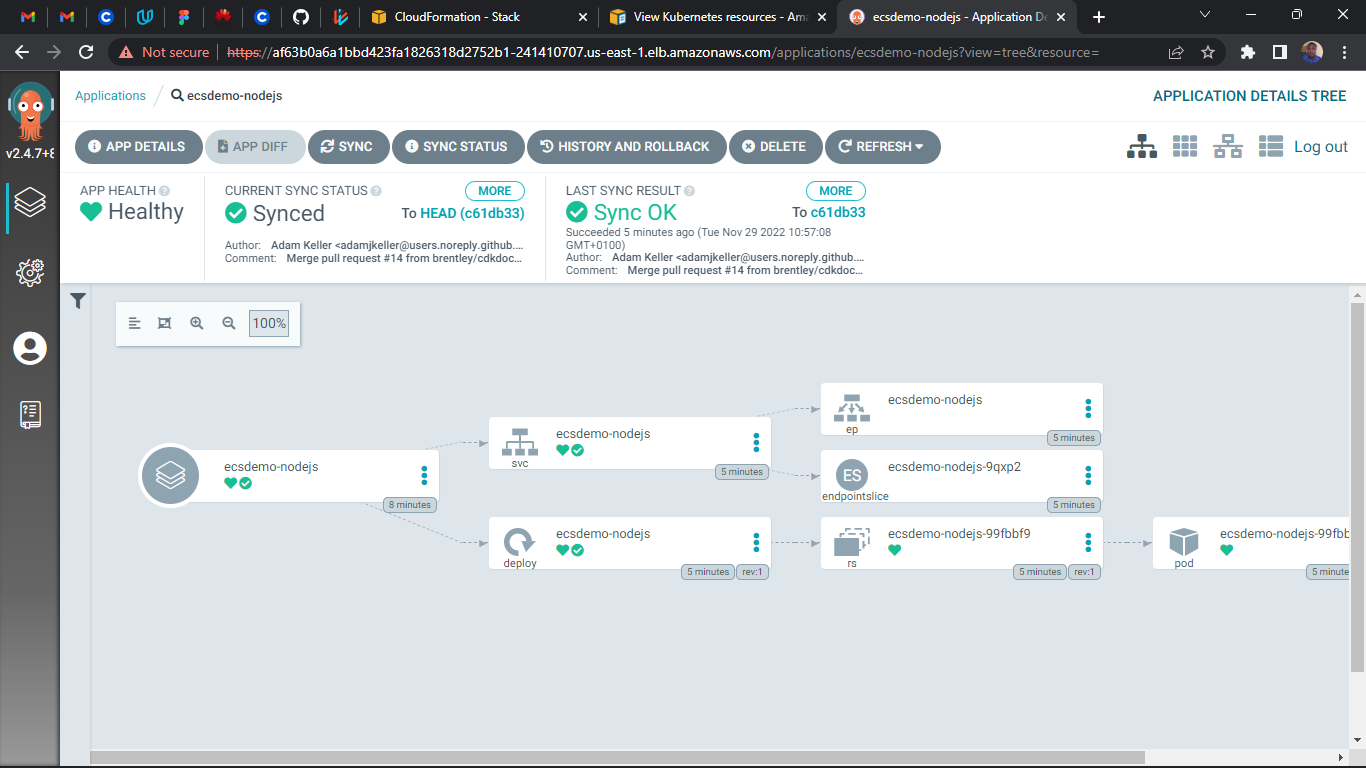 CloudFormation - Stack
View Kubernetes resources - Ama
ecsdemo-nodejs - Application De
Not secure
https://af63b0a6a1bbd423fa1826318d2752b1-241410707.us-east-1.elb.amazonaws.com/applications/ecsdemo-nodejs?view=tree&resource=
v2.4.7+8
Applications
ecsdemo-nodejs
APPLICATION DETAILS TREE
APP DETAILS
APP DIFF
SYNC
SYNC STATUS
HISTORY AND ROLLBACK
DELETE
REFRESH
Log out
APP HEALTH
Healthy
CURRENT SYNC STATUS
MORE
Synced
To HEAD (c61db33)
Author: Adam Keller <adamjkeller@users.noreply.github....
Comment: Merge pull request #14 from brentley/cdkdoc...
LAST SYNC RESULT
MORE
Sync OK
To c61db33
Succeeded 5 minutes ago (Tue Nov 29 2022 10:57:08
GMT+0100)
Author: Adam Keller <adamjkeller@users.noreply.github....
Comment: Merge pull request #14 from brentley/cdkdoc...
100%
ecsdemo-nodejs
8 minutes
svc
ecsdemo-nodejs
5 minutes
ep
ecsdemo-nodejs
5 minutes
ES
endpointslice
ecsdemo-nodejs-9qxp2
5 minutes
deploy
ecsdemo-nodejs
5 minutes
rev:1
rs
ecsdemo-nodejs-99fbbf9
5 minutes
rev:1
pod
ecsdemo-nodejs-99fbb
5 minute